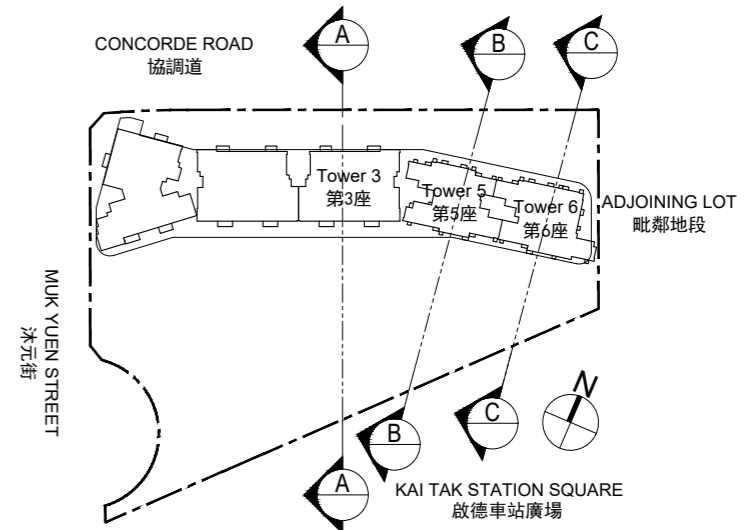 A
B
C
CONCORDE ROAD
協調道
Tower 3
第3座
Tower 5
第5座
Tower 6
第6座
ADJOINING LOT
毗鄰地段
MUK YUEN STREET
沐元街
N
C
B
A
KAI TAK STATION SQUARE
啟德車站廣場